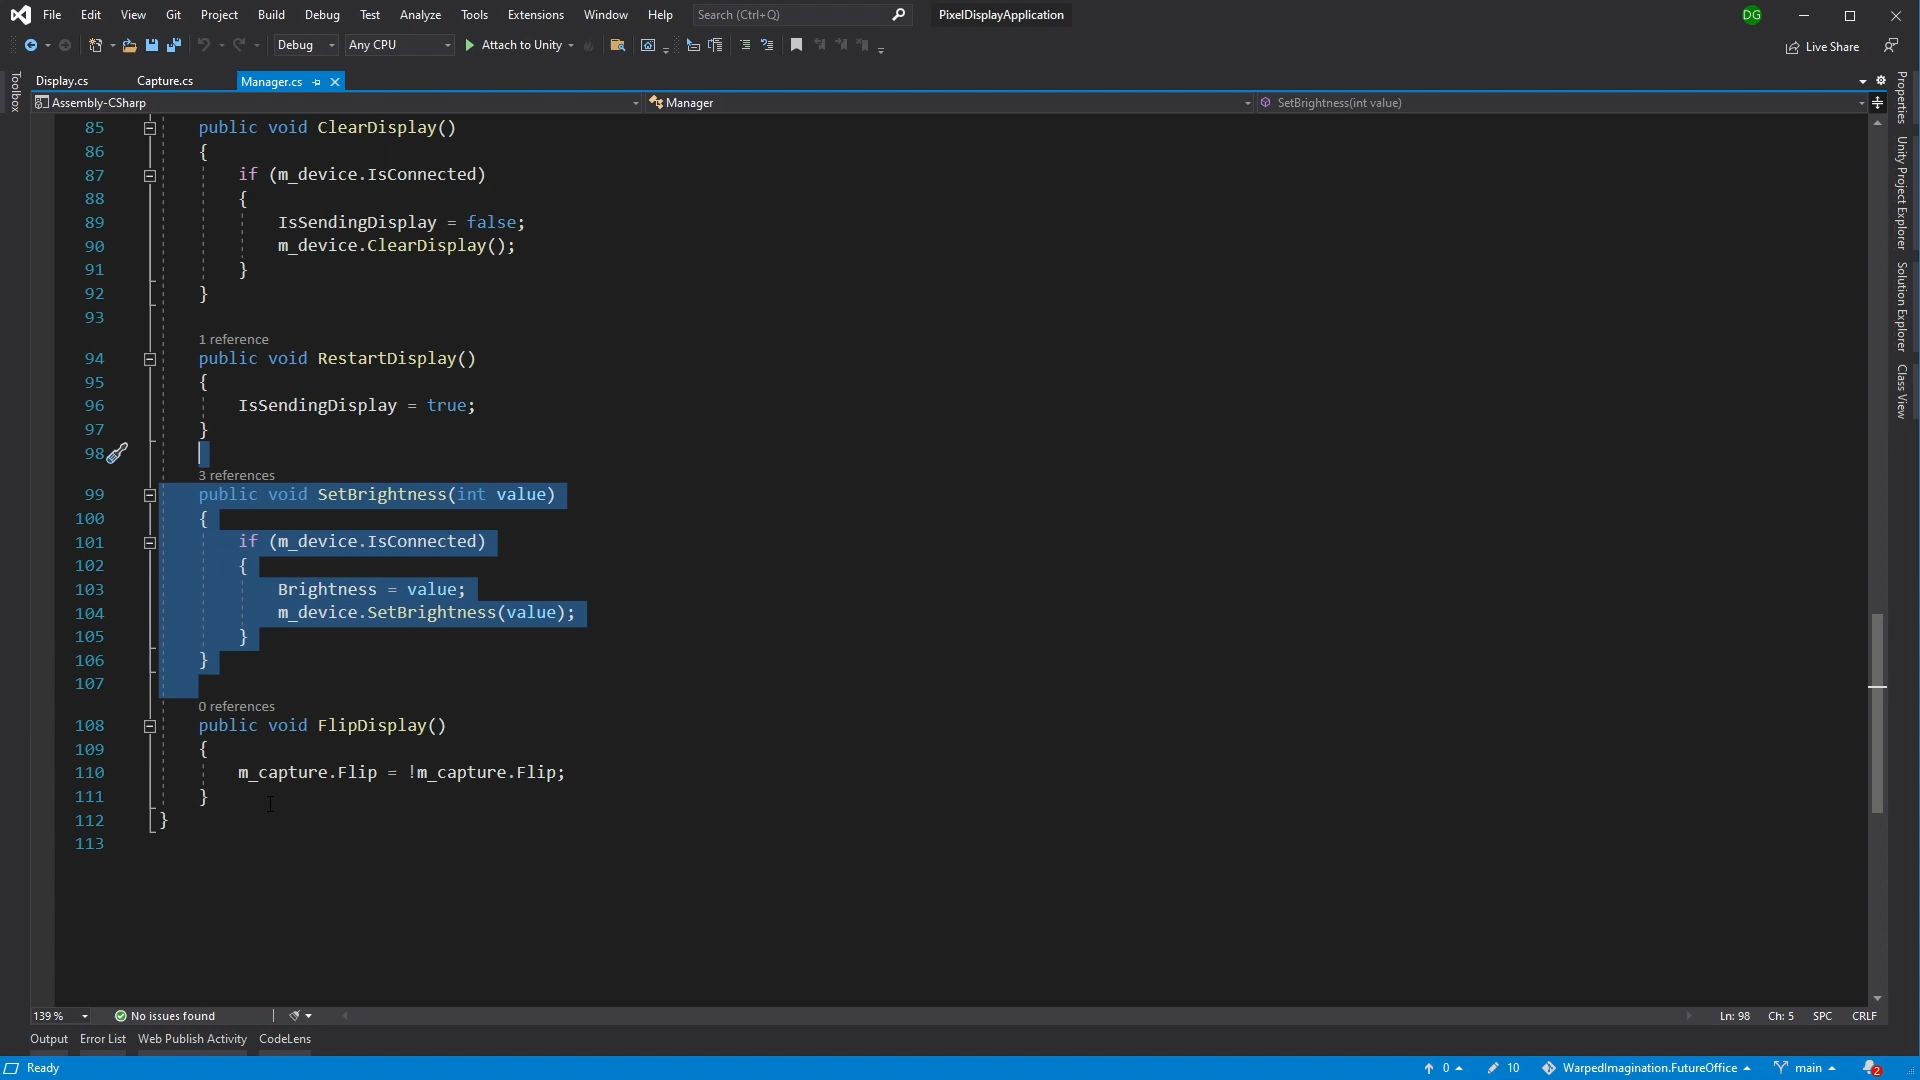 File Edit View Git Project Build Debug Test Analyze Tools Extensions Window Help Search (Ctrl+Q) PixelDisplayApplication DG
Debug Any CPU Attach to Unity Live Share
Display.cs Capture.cs Manager.cs
Assembly-CSharp Manager SetBrightness(int value)
85 public void ClearDisplay()
86 {
87 if (m_device.IsConnected)
88 {
89 IsSendingDisplay = false;
90 m_device.ClearDisplay();
91 }
92 }
93
1 reference
94 public void RestartDisplay()
95 {
96 IsSendingDisplay = true;
97 }
98
3 references
99 public void SetBrightness(int value)
100 {
101 if (m_device.IsConnected)
102 {
103 Brightness = value;
104 m_device.SetBrightness(value);
105 }
106 }
107
0 references
108 public void FlipDisplay()
109 {
110 m_capture.Flip = !m_capture.Flip;
111 }
112 }
113
139 % No issues found Ln: 98 Ch: 5 SPC CRLF
Output Error List Web Publish Activity CodeLens
Ready 0 10 WarpedImagination.FutureOffice main 2
Toolbox
Properties
Unity Project Explorer
Solution Explorer
Class View